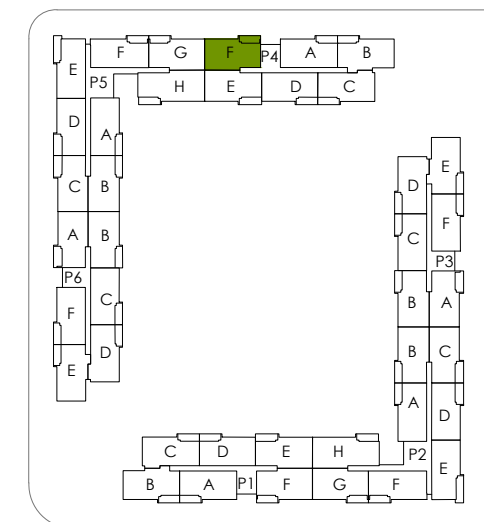 F G F P4 A B
E
P5
H E D C
D
A
C B
A B
P6
F C
D
E
E
D
F
C
P3
B A
B C
A
D
C D E H
P2
E
B A P1 F G F